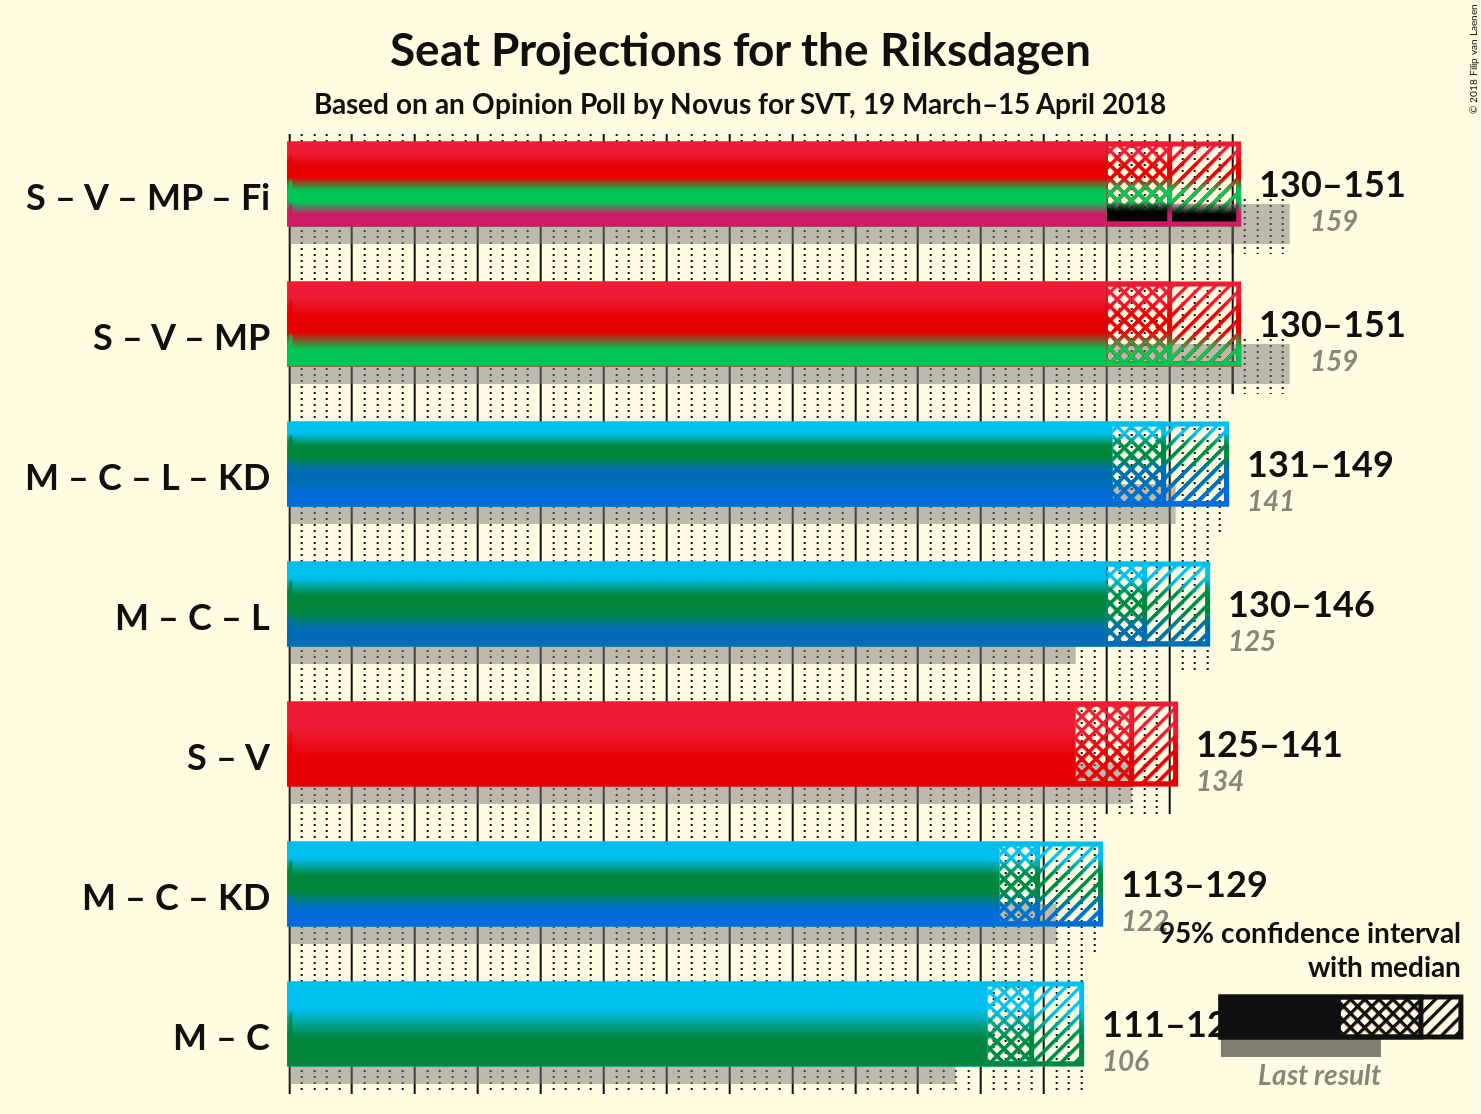 © 2018 Filip van Laenen
Seat Projections for the Riksdagen
Based on an Opinion Poll by Novus for SVT, 19 March–15 April 2018
S – V – MP – Fi
130–151
159
S – V – MP
130–151
159
M – C – L – KD
131–149
141
M – C – L
130–146
125
S – V
125–141
134
M – C – KD
113–129
122
M – C
111–12
106
95% confidence interval
with median
Last result